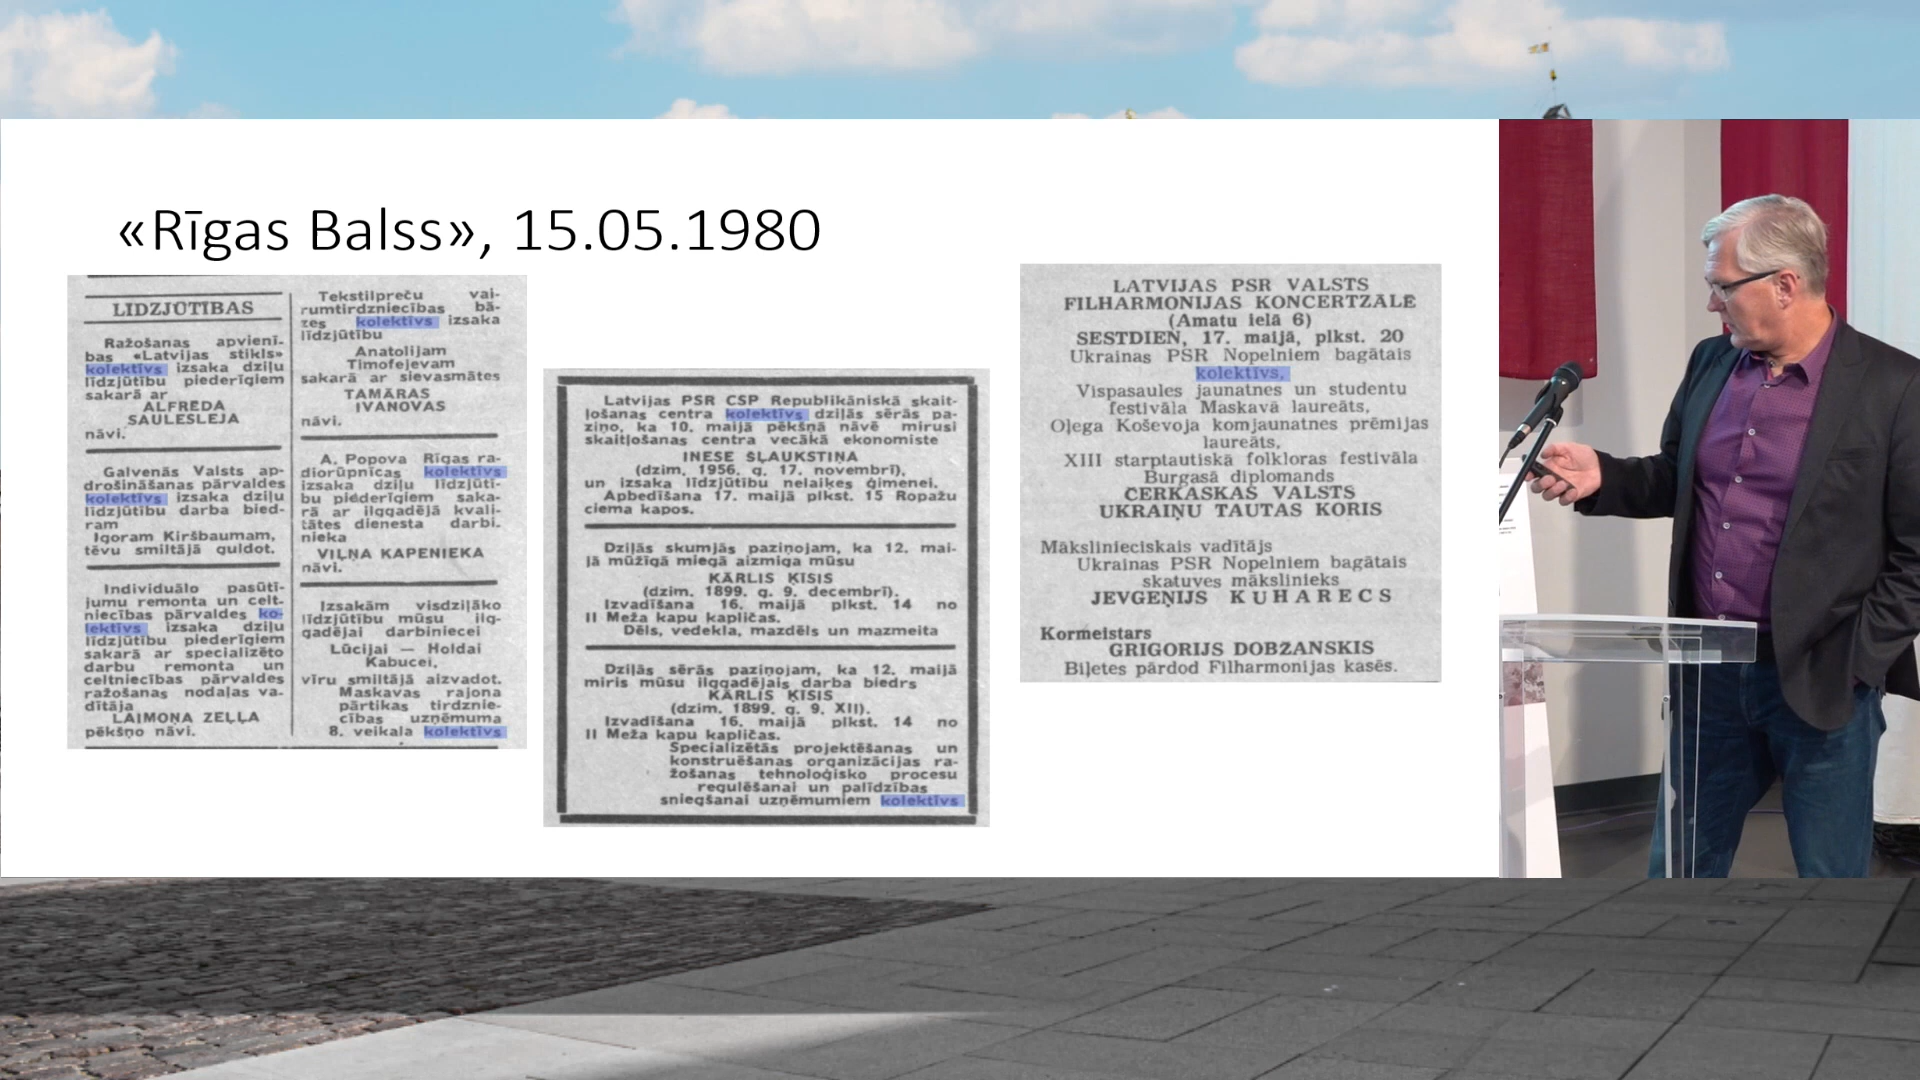 «Rīgas Balss», 15.05.1980
LĪDZJŪTĪBAS
Ražošanas apvienī-
bas «Latvijas stikls»
kolektīvs izsaka dziļu
līdzjūtību piederīgiem
sakarā ar
ALFRĒDA
SAULESLEJA
nāvi.
Galvenās Valsts ap-
drošināšanas pārvaldes
kolektīvs izsaka dziļu
līdzjūtību darba bied-
ram
Igoram Kiršbaumam,
tēvu smiltājā guldot.
Individuālo pasūtī-
jumu remonta un celt-
niecības pārvaldes ko-
lektīvs izsaka dziļu
līdzjūtību piederīgiem
sakarā ar specializēto
darbu remonta un
celtniecības pārvaldes
ražošanas nodaļas va-
dītāja
LAIMOŅA ZEĻĻA
pēkšņo nāvi.
Tekstilpreču vai-
rumtirdzniecības bā-
zes kolektīvs izsaka
līdzjūtību
Anatolijam
Timofejevam
sakarā ar sievasmātes
TAMĀRAS
IVANOVAS
nāvi.
A. Popova Rīgas ra-
diorūpnīcas kolektīvs
izsaka dziļu līdzjūtī-
bu piederīgiem saka-
rā ar ilggadējā kvali-
tātes dienesta darbi-
nieka
VIĻŅA KAPENIEKA
nāvi.
Izsakām visdziļāko
līdzjūtību mūsu ilg-
gadējai darbiniecei
Lūcijai — Holdai
Kabucei,
vīru smiltājā aizvadot.
Maskavas rajona
pārtikas tirdznie-
cības uzņēmuma
8. veikala kolektīvs
Latvijas PSR CSP Republikāniskā skait-
ļošanas centra kolektīvs dziļās sērās pa-
ziņo, ka 10. maijā pēkšņā nāvē mirusi
skaitļošanas centra vecākā ekonomiste
INESE SLAUKSTIŅA
(dzim. 1956. g. 17. novembrī),
un izsaka līdzjūtību nelaiķes ģimenei.
Apbedīšana 17. maijā plkst. 15 Ropažu
ciema kapos.
Dziļās skumjās paziņojam, ka 12. mai-
jā mūžīgā miegā aizmiga mūsu
KĀRLIS ĶĪSIS
(dzim. 1899. g. 9. decembrī).
Izvadīšana 16. maijā plkst. 14 no
II Meža kapu kapličas.
Dēls, vedekla, mazdēls un mazmeita
Dziļās sērās paziņojam, ka 12. maijā
miris mūsu ilggadējais darba biedrs
KĀRLIS ĶĪSIS
(dzim. 1899. g. 9. XII).
Izvadīšana 16. maijā plkst. 14 no
II Meža kapu kapličas.
Specializētās projektēšanas un
konstruēšanas organizācijas ra-
žošanas tehnoloģisko procesu
regulēšanai un palīdzības
sniegšanai uzņēmumiem kolektīvs
LATVIJAS PSR VALSTS
FILHARMONIJAS KONCERTZĀLĒ
(Amatu ielā 6)
SESTDIEN, 17. maijā, plkst. 20
Ukrainas PSR Nopelniem bagātais
kolektīvs,
Vispasaules jaunatnes un studentu
festivāla Maskavā laureāts,
Oļega Koševoja komjaunatnes prēmijas
laureāts,
XIII starptautiskā folkloras festivāla
Burgasā diplomands
ČERKASKAS VALSTS
UKRAIŅU TAUTAS KORIS
Mākslinieciskais vadītājs
Ukrainas PSR Nopelniem bagātais
skatuves mākslinieks
JEVGEŅIJS KUHARECS
Kormeistars
GRIGORIJS DOBŽANSKIS
Biļetes pārdod Filharmonijas kasēs.